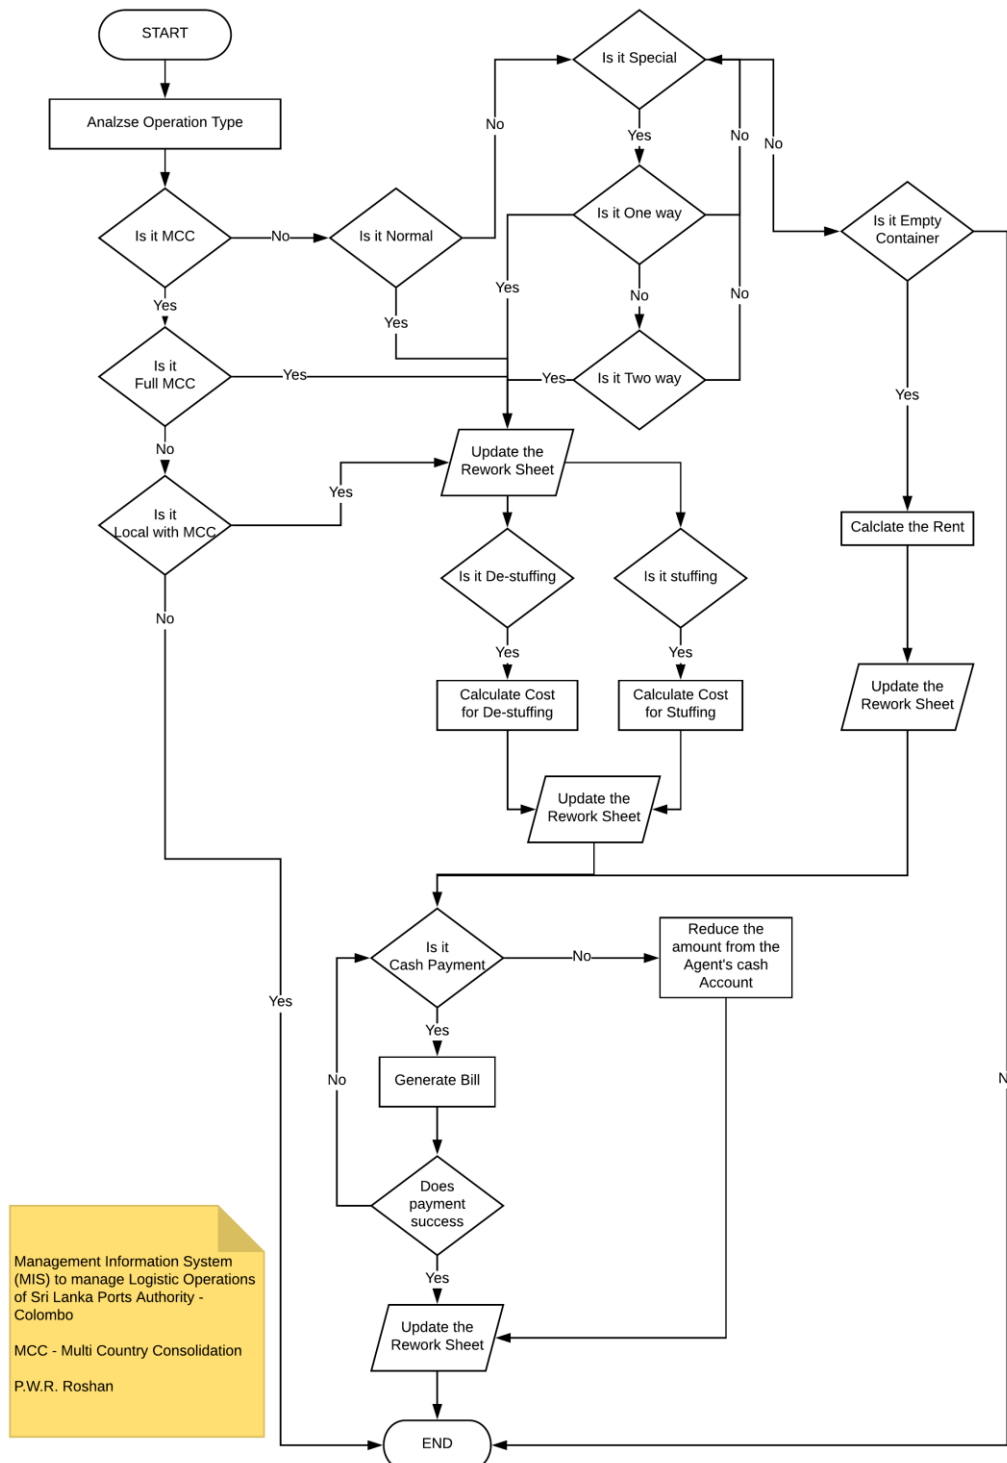 START
Analzse Operation Type
Is it MCC
No
Is it Normal
No
Is it Special
Yes
No
No
Is it One way
Yes
No
No
Is it Two way
Yes
Is it Empty
Container
Yes
Yes
Is it
Full MCC
Yes
Yes
No
Is it
Local with MCC
Yes
No
Update the
Rework Sheet
Is it De-stuffing
Is it stuffing
Yes
Yes
Calculate Cost
for De-stuffing
Calculate Cost
for Stuffing
Update the
Rework Sheet
Calclate the Rent
Update the
Rework Sheet
Is it
Cash Payment
No
Reduce the
amount from the
Agent's cash
Account
Yes
Yes
Generate Bill
No
N
Does
payment
success
Yes
Update the
Rework Sheet
END
Management Information System
(MIS) to manage Logistic Operations
of Sri Lanka Ports Authority -
Colombo
MCC - Multi Country Consolidation
P.W.R. Roshan